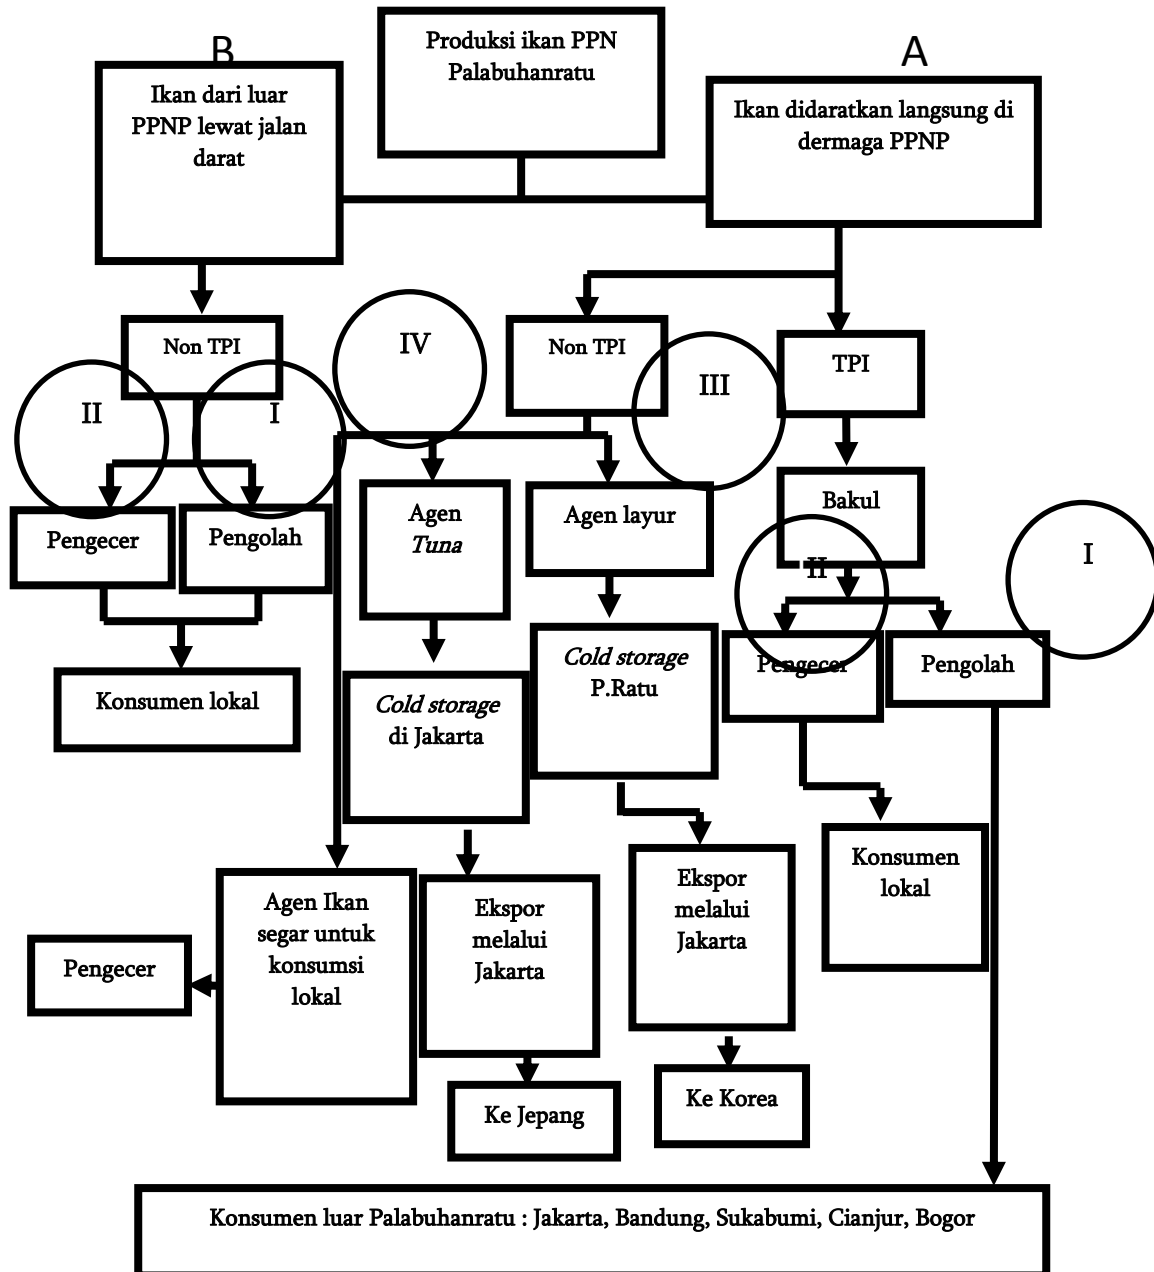 B
Produksi ikan PPN
Palabuhanratu
A
Ikan dari luar
PPNP lewat jalan
darat
Ikan didaratkan langsung di
dermaga PPNP
Non TPI
IV
Non TPI
III
TPI
II
I
Agen
Tuna
Agen layur
Bakul
I
II
Pengecer
Pengolah
Cold storage
P.Ratu
Pengecer
Pengolah
Konsumen lokal
Cold storage
di Jakarta
Konsumen
lokal
Agen Ikan
segar untuk
konsumsi
lokal
Ekspor
melalui
Jakarta
Ekspor
melalui
Jakarta
Pengecer
Ke Jepang
Ke Korea
Konsumen luar Palabuhanratu : Jakarta, Bandung, Sukabumi, Cianjur, Bogor